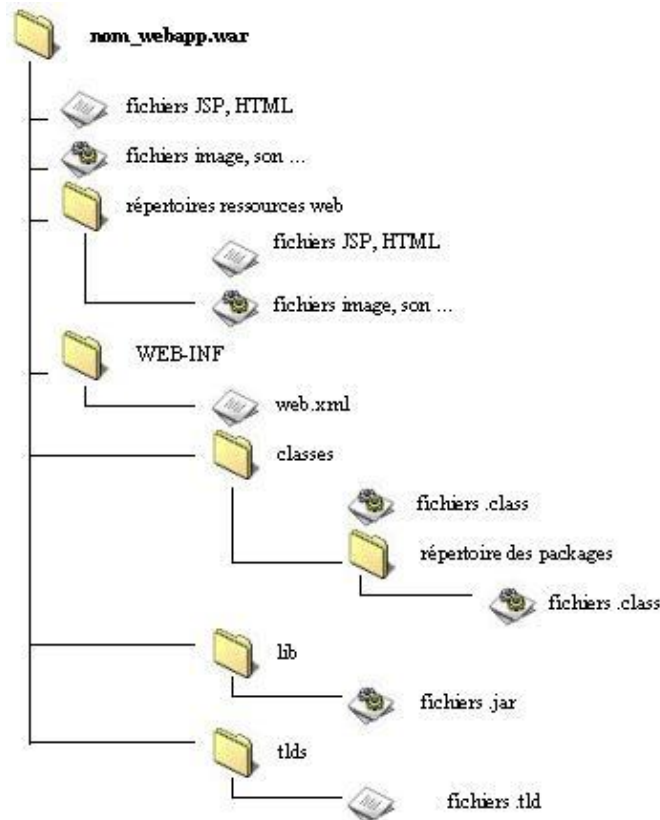 nom_webapp.war
fichiers JSP, HTML
fichiers image, son ...
répertoires ressources web
fichiers JSP, HTML
fichiers image, son ...
WEB-INF
web.xml
classes
fichiers .class
répertoire des packages
fichiers .class
lib
fichiers .jar
tlds
fichiers .tld